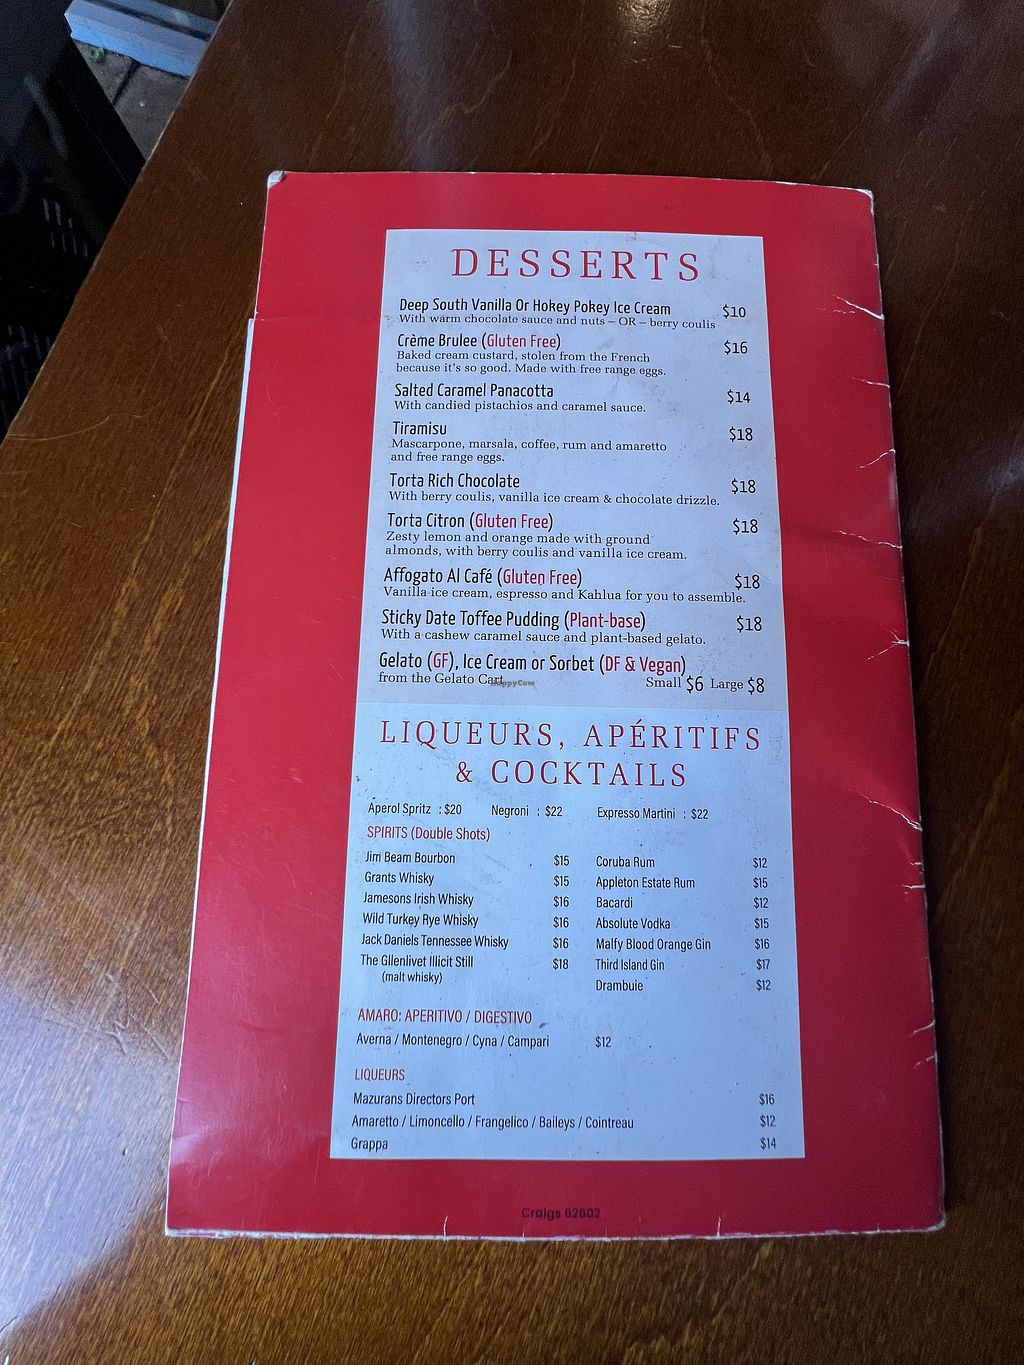 DESSERTS
Deep South Vanilla Or Hokey Pokey Ice Cream $10
With warm chocolate sauce and nuts – OR – berry coulis
Crème Brulee (Gluten Free) $16
Baked cream custard, stolen from the French
because it's so good. Made with free range eggs.
Salted Caramel Panacotta $14
With candied pistachios and caramel sauce.
Tiramisu $18
Mascarpone, marsala, coffee, rum and amaretto
and free range eggs.
Torta Rich Chocolate $18
With berry coulis, vanilla ice cream & chocolate drizzle.
Torta Citron (Gluten Free) $18
Zesty lemon and orange made with ground
almonds, with berry coulis and vanilla ice cream.
Affogato Al Café (Gluten Free) $18
Vanilla ice cream, espresso and Kahlua for you to assemble.
Sticky Date Toffee Pudding (Plant-base) $18
With a cashew caramel sauce and plant-based gelato.
Gelato (GF), Ice Cream or Sorbet (DF & Vegan)
from the Gelato Cart Small $6 Large $8
HappyCow
LIQUEURS, APÉRITIFS
& COCKTAILS
Aperol Spritz : $20 Negroni : $22 Expresso Martini : $22
SPIRITS (Double Shots)
Jim Beam Bourbon $15 Coruba Rum $12
Grants Whisky $15 Appleton Estate Rum $15
Jamesons Irish Whisky $16 Bacardi $12
Wild Turkey Rye Whisky $16 Absolute Vodka $15
Jack Daniels Tennessee Whisky $16 Malfy Blood Orange Gin $16
The Gllenlivet Illicit Still $18 Third Island Gin $17
(malt whisky) Drambuie $12
AMARO: APERITIVO / DIGESTIVO
Averna / Montenegro / Cyna / Campari $12
LIQUEURS
Mazurans Directors Port $16
Amaretto / Limoncello / Frangelico / Baileys / Cointreau $12
Grappa $14
Craigs 62602